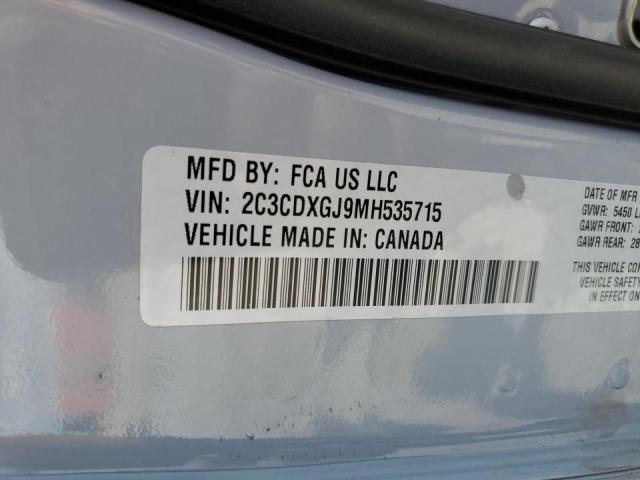 MFD BY: FCA US LLC
VIN: 2C3CDXGJ9MH535715
VEHICLE MADE IN: CANADA
DATE OF MFR
GVWR: 5450
GAWR FRONT:
GAWR REAR: 28
THIS VEHICLE
VEHICLE SAFETY
IN EFFECT ON